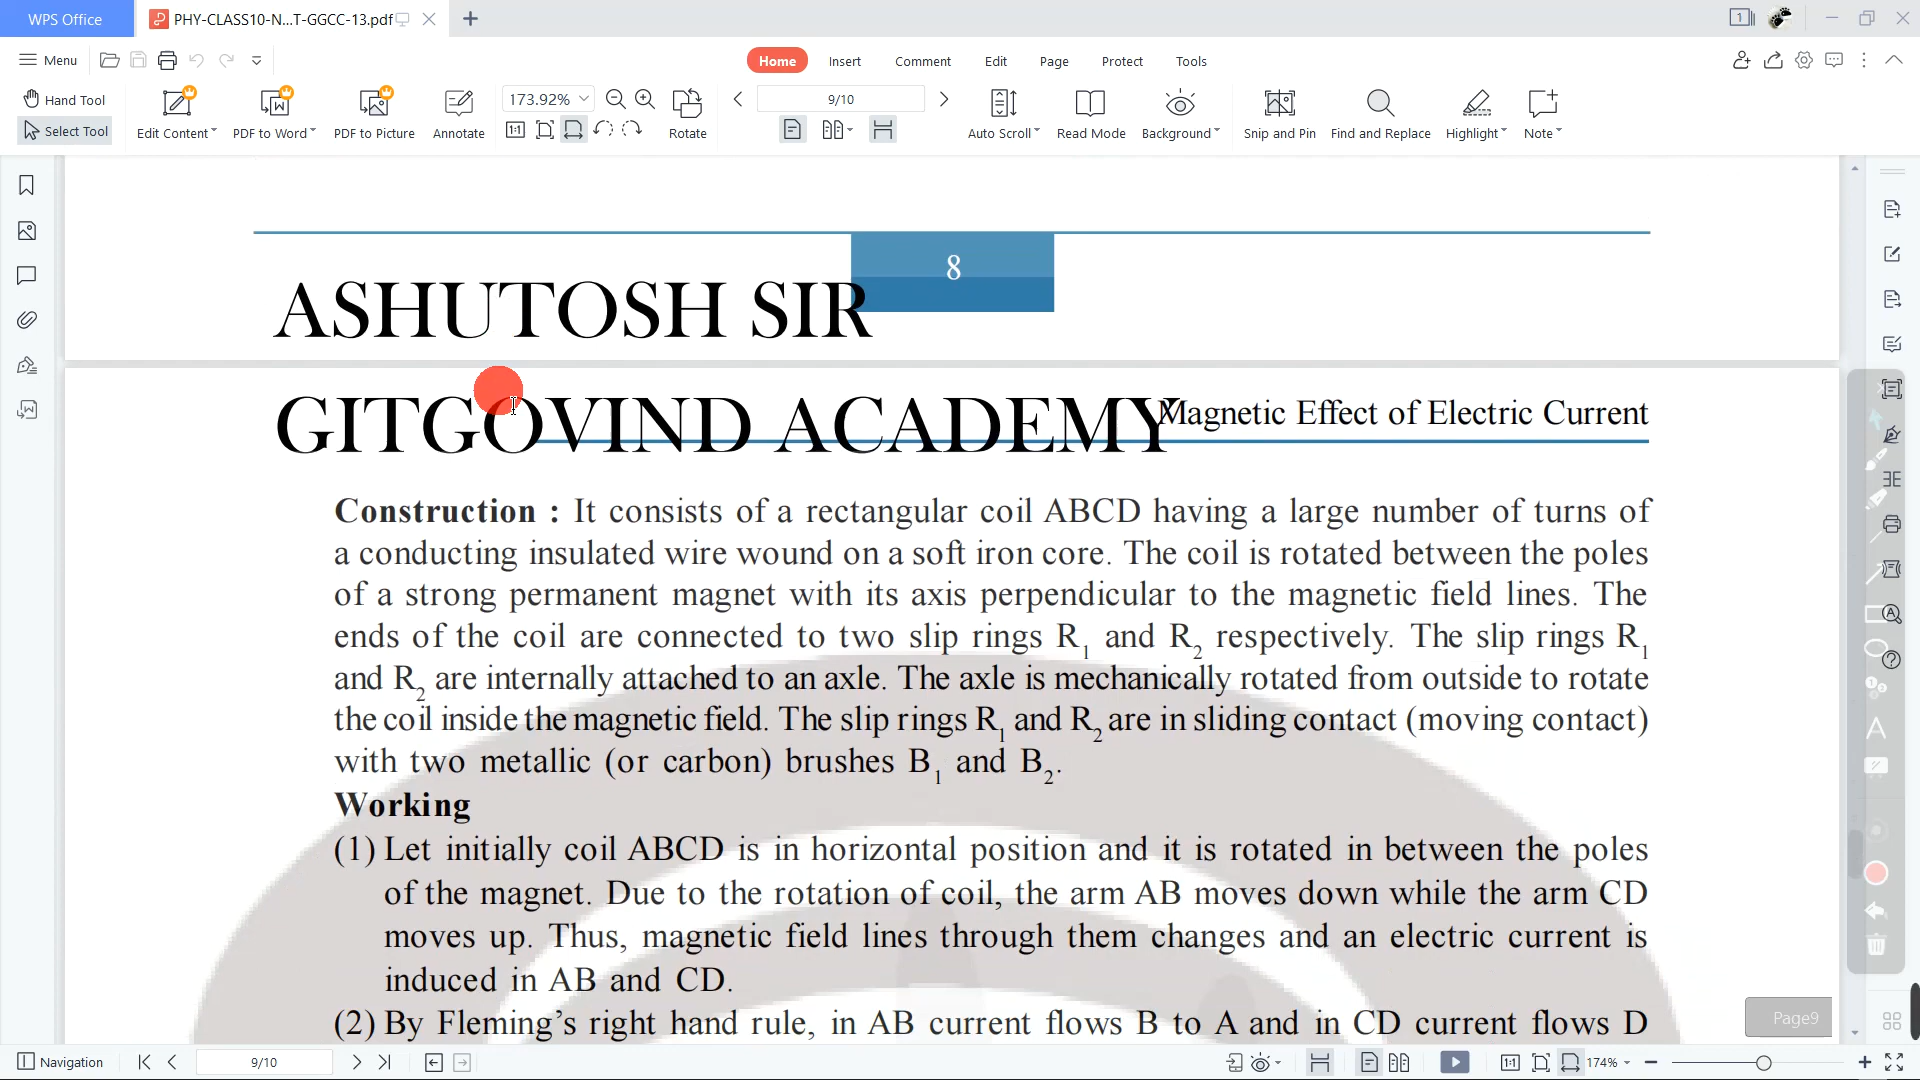 WPS Office
PHY-CLASS10-N...T-GGCC-13.pdf
1
Menu
Home Insert Comment Edit Page Protect Tools
Hand Tool
Select Tool
Edit Content
PDF to Word
PDF to Picture
Annotate
173.92%
1:1
Rotate
9/10
Auto Scroll
Read Mode
Background
Snip and Pin
Find and Replace
Highlight
Note
8
ASHUTOSH SIR
GITGOVIND ACADEMY
Magnetic Effect of Electric Current
Construction : It consists of a rectangular coil ABCD having a large number of turns of
a conducting insulated wire wound on a soft iron core. The coil is rotated between the poles
of a strong permanent magnet with its axis perpendicular to the magnetic field lines. The
ends of the coil are connected to two slip rings R1 and R2 respectively. The slip rings R1
and R2 are internally attached to an axle. The axle is mechanically rotated from outside to rotate
the coil inside the magnetic field. The slip rings R1 and R2 are in sliding contact (moving contact)
with two metallic (or carbon) brushes B1 and B2.
Working
(1) Let initially coil ABCD is in horizontal position and it is rotated in between the poles
of the magnet. Due to the rotation of coil, the arm AB moves down while the arm CD
moves up. Thus, magnetic field lines through them changes and an electric current is
induced in AB and CD.
(2) By Fleming’s right hand rule, in AB current flows B to A and in CD current flows D
Page9
Navigation
9/10
1:1
174%